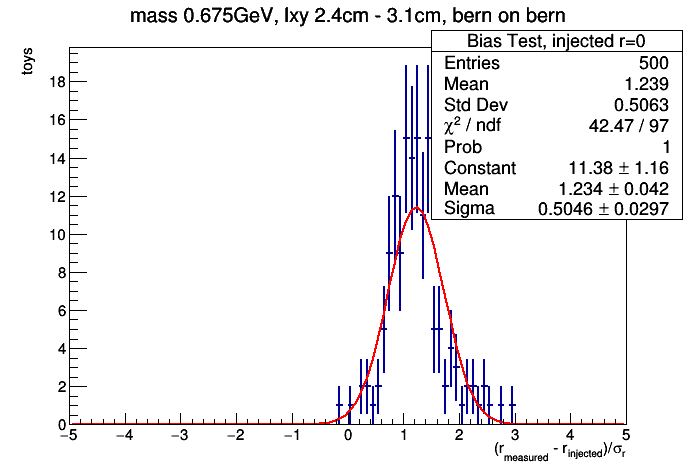 mass 0.675GeV, lxy 2.4cm - 3.1cm, bern on bern
toys
Bias Test, injected r=0
Entries 500
Mean 1.239
Std Dev 0.5063
χ² / ndf 42.47 / 97
Prob 1
Constant 11.38 ± 1.16
Mean 1.234 ± 0.042
Sigma 0.5046 ± 0.0297
18
16
14
12
10
8
6
4
2
0
−5 −4 −3 −2 −1 0 1 2 3 4 5
(r_measured - r_injected)/σ_r